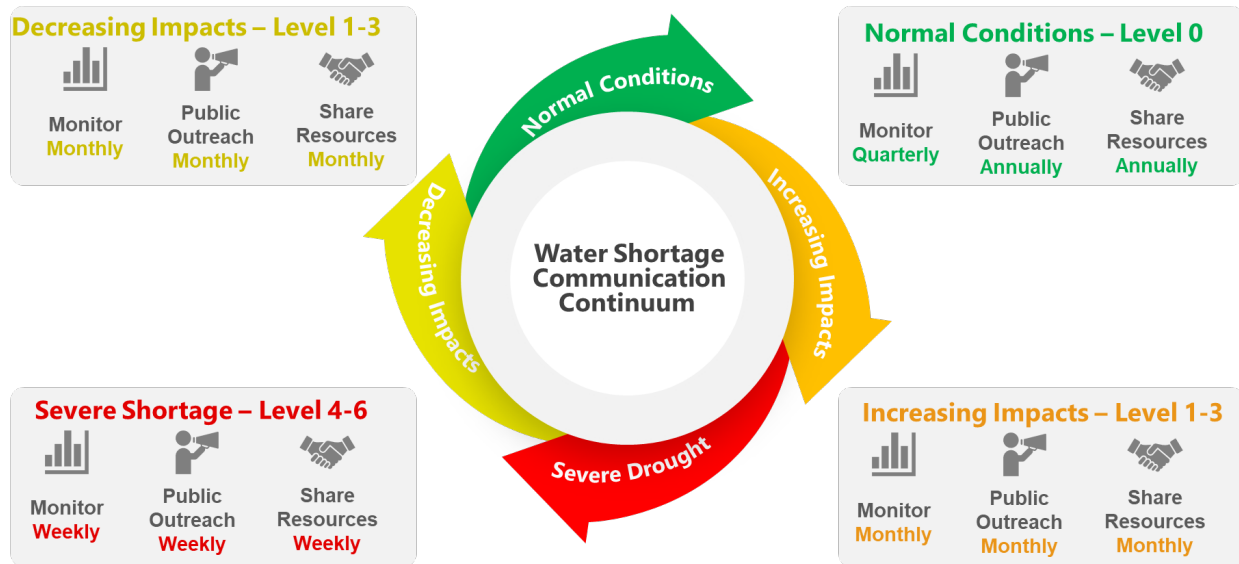 Decreasing Impacts – Level 1-3
Monitor
Monthly
Public
Outreach
Monthly
Share
Resources
Monthly
Normal Conditions – Level 0
Monitor
Quarterly
Public
Outreach
Annually
Share
Resources
Annually
Normal Conditions
Increasing Impacts
Severe Drought
Decreasing Impacts
Water Shortage
Communication
Continuum
Severe Shortage – Level 4-6
Monitor
Weekly
Public
Outreach
Weekly
Share
Resources
Weekly
Increasing Impacts – Level 1-3
Monitor
Monthly
Public
Outreach
Monthly
Share
Resources
Monthly